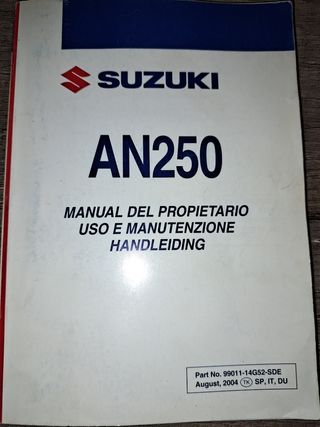 SUZUKI
AN250
MANUAL DEL PROPIETARIO
USO E MANUTENZIONE
HANDLEIDING
Part No. 99011-14G52-SDE
August, 2004 TK SP, IT, DU